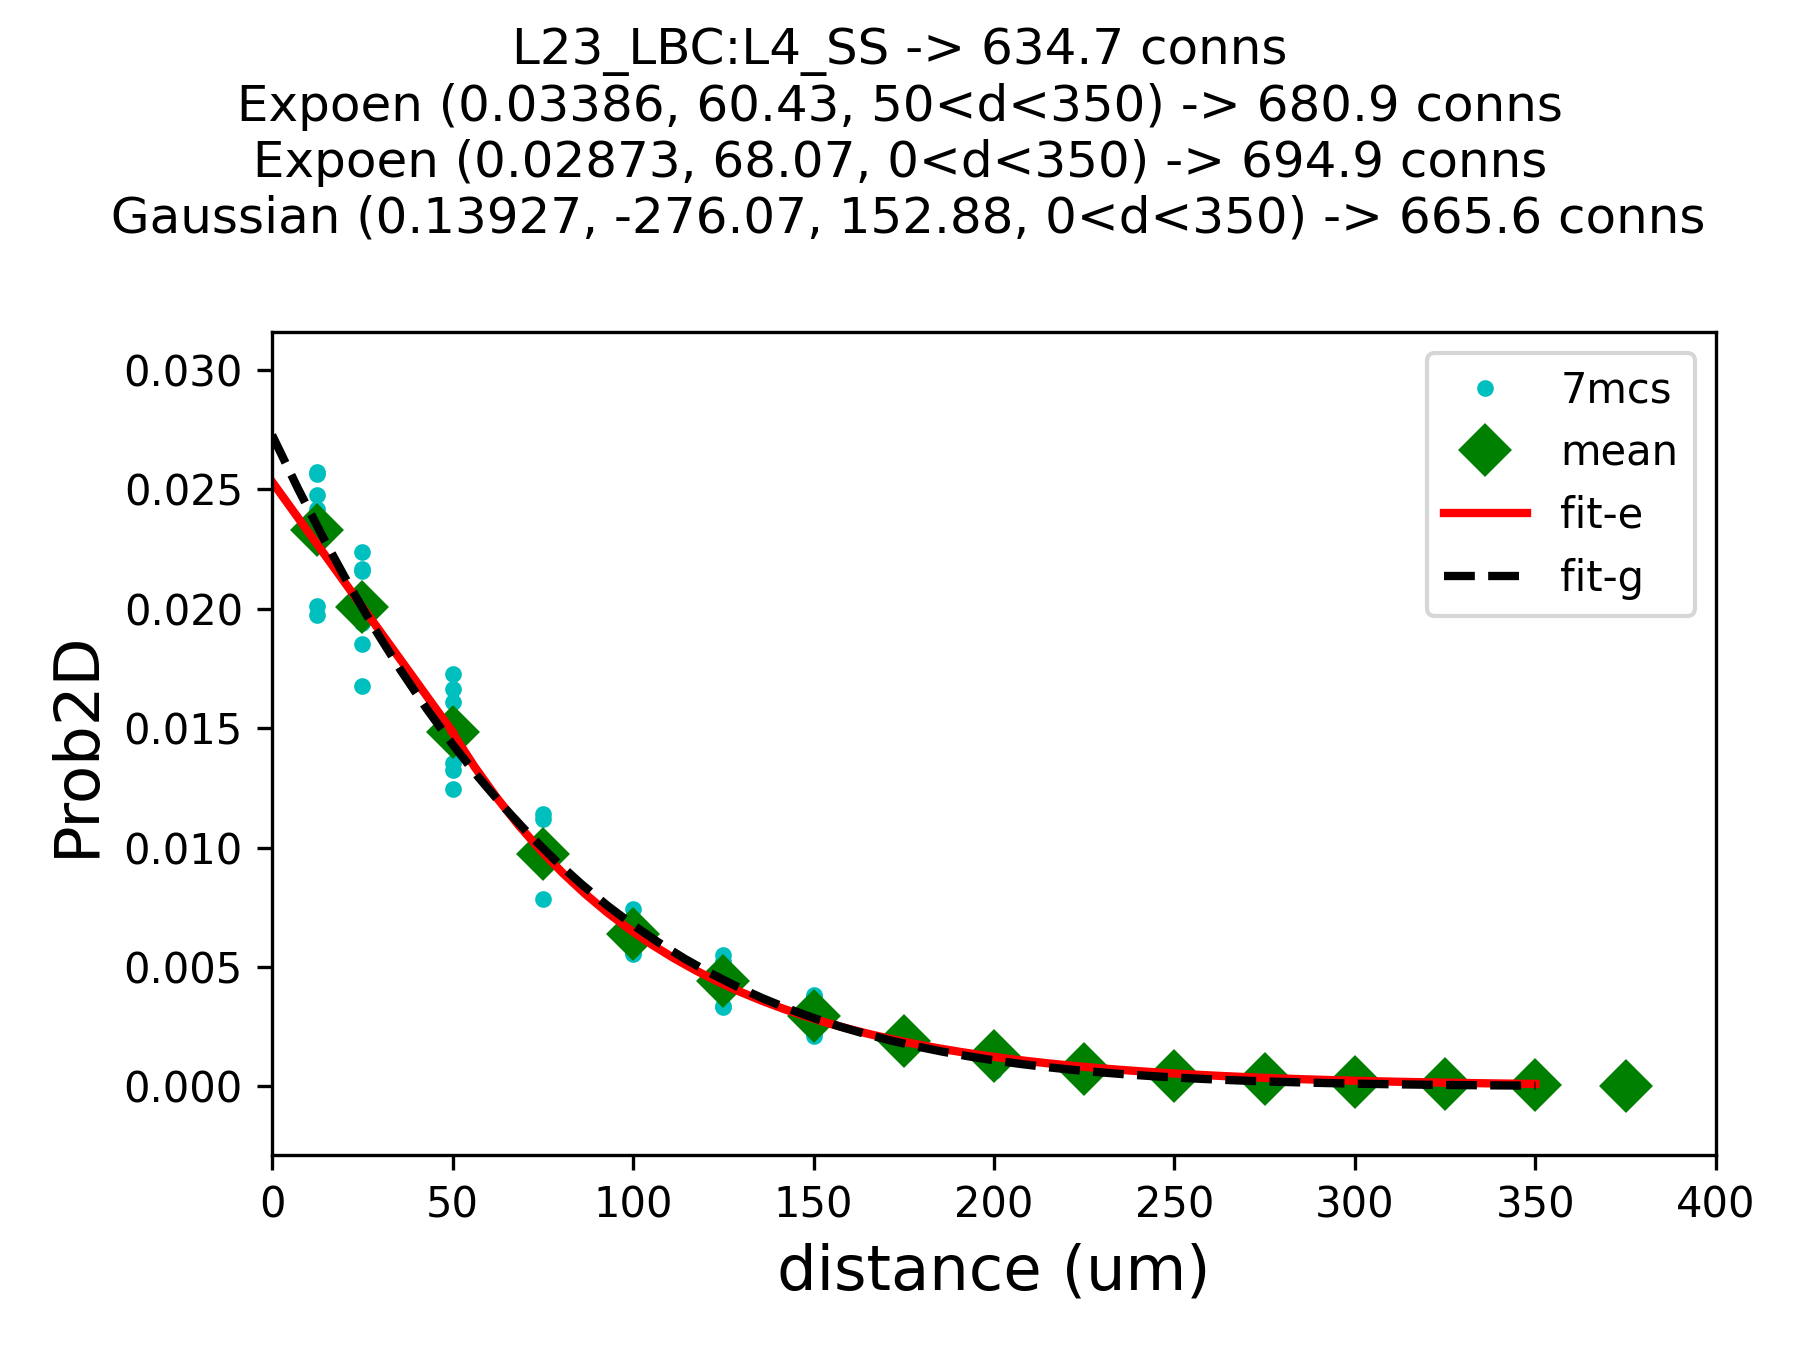 L23_LBC:L4_SS -> 634.7 conns
Expoen (0.03386, 60.43, 50<d<350) -> 680.9 conns
Expoen (0.02873, 68.07, 0<d<350) -> 694.9 conns
Gaussian (0.13927, -276.07, 152.88, 0<d<350) -> 665.6 conns
0.030
0.025
0.020
0.015
0.010
0.005
0.000
Prob2D
7mcs
mean
fit-e
fit-g
0 50 100 150 200 250 300 350 400
distance (um)